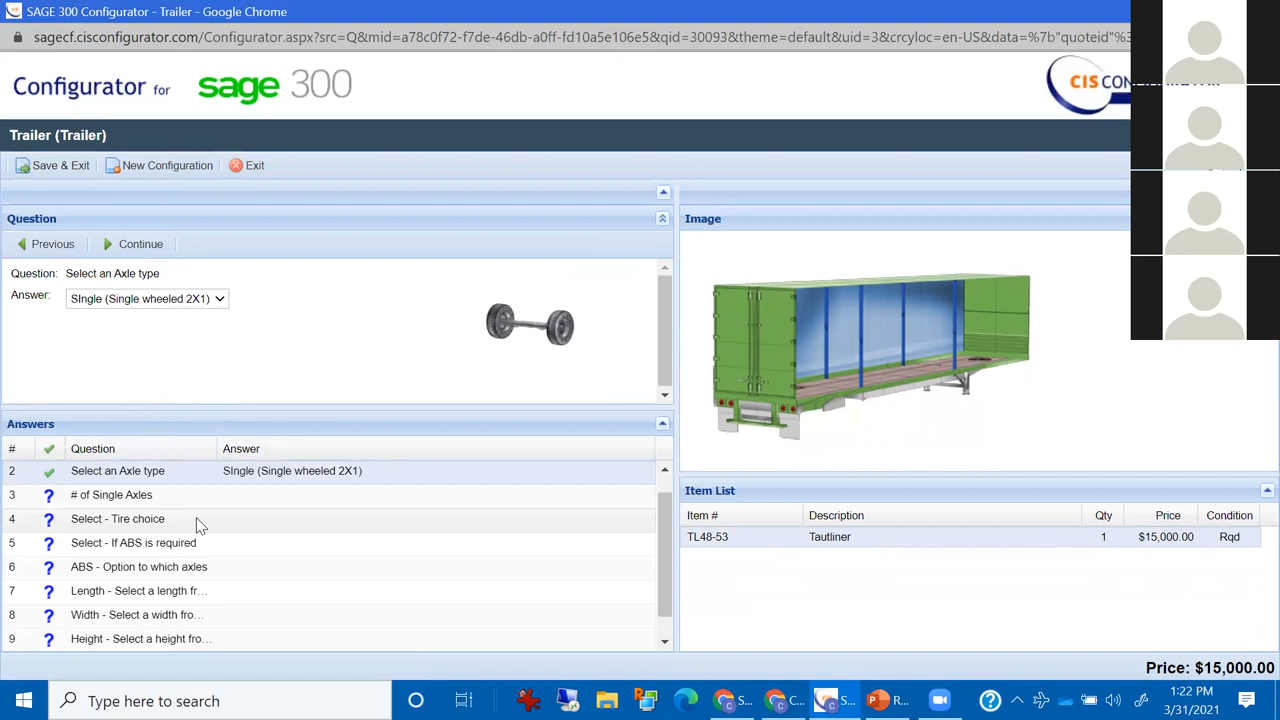 SAGE 300 Configurator - Trailer - Google Chrome
sagecf.cisconfigurator.com/Configurator.aspx?src=Q&mid=a78c0f72-f7de-46db-a0ff-fd10a5e106e5&qid=30093&theme=default&uid=3&crcyloc=en-US&data=%7b"quoteid"%
Configurator for sage 300
CISCON
Trailer (Trailer)
Save & Exit New Configuration Exit
Question
Previous Continue
Question: Select an Axle type
Answer: SIngle (Single wheeled 2X1)
Answers
# Question Answer
2 Select an Axle type SIngle (Single wheeled 2X1)
3 ? # of Single Axles
4 ? Select - Tire choice
5 ? Select - If ABS is required
6 ? ABS - Option to which axles
7 ? Length - Select a length fr...
8 ? Width - Select a width fro...
9 ? Height - Select a height fro...
Image
Item List
Item # Description Qty Price Condition
TL48-53 Tautliner 1 $15,000.00 Rqd
Price: $15,000.00
Type here to search
S... C... S... R...
1:22 PM
3/31/2021